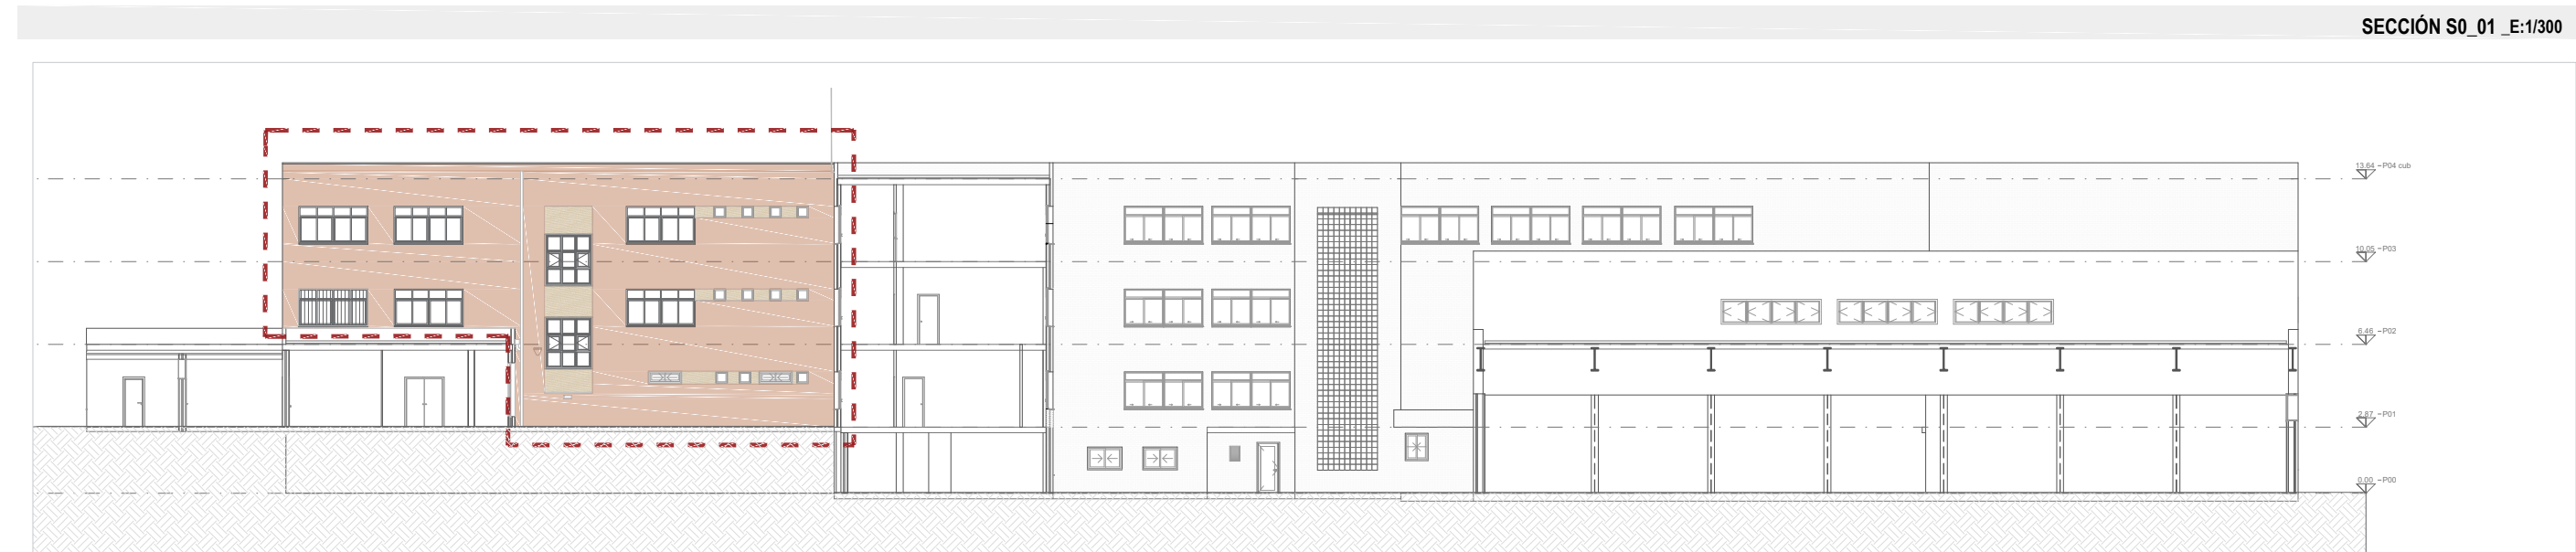 SECCIÓN S0_01 _E:1/300
13.64 P04 cub
10.05 P03
6.46 P02
2.87 P01
0.00 P00